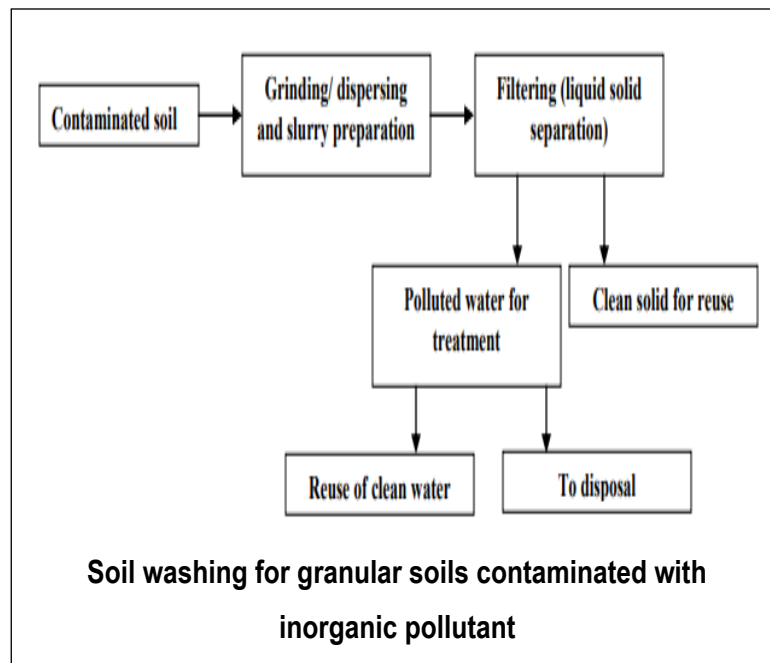 Contaminated soil
Grinding/ dispersing
and slurry preparation
Filtering (liquid solid
separation)
Polluted water for
treatment
Clean solid for reuse
Reuse of clean water
To disposal
Soil washing for granular soils contaminated with
inorganic pollutant